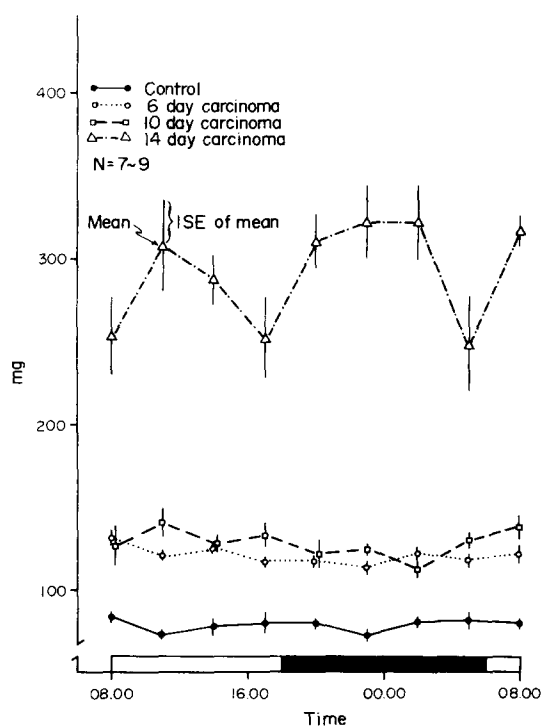 400
Control
6 day carcinoma
10 day carcinoma
14 day carcinoma
N=7~9
Mean
1SE of mean
300
mg
200
100
08.00 16.00 00.00 08.00
Time